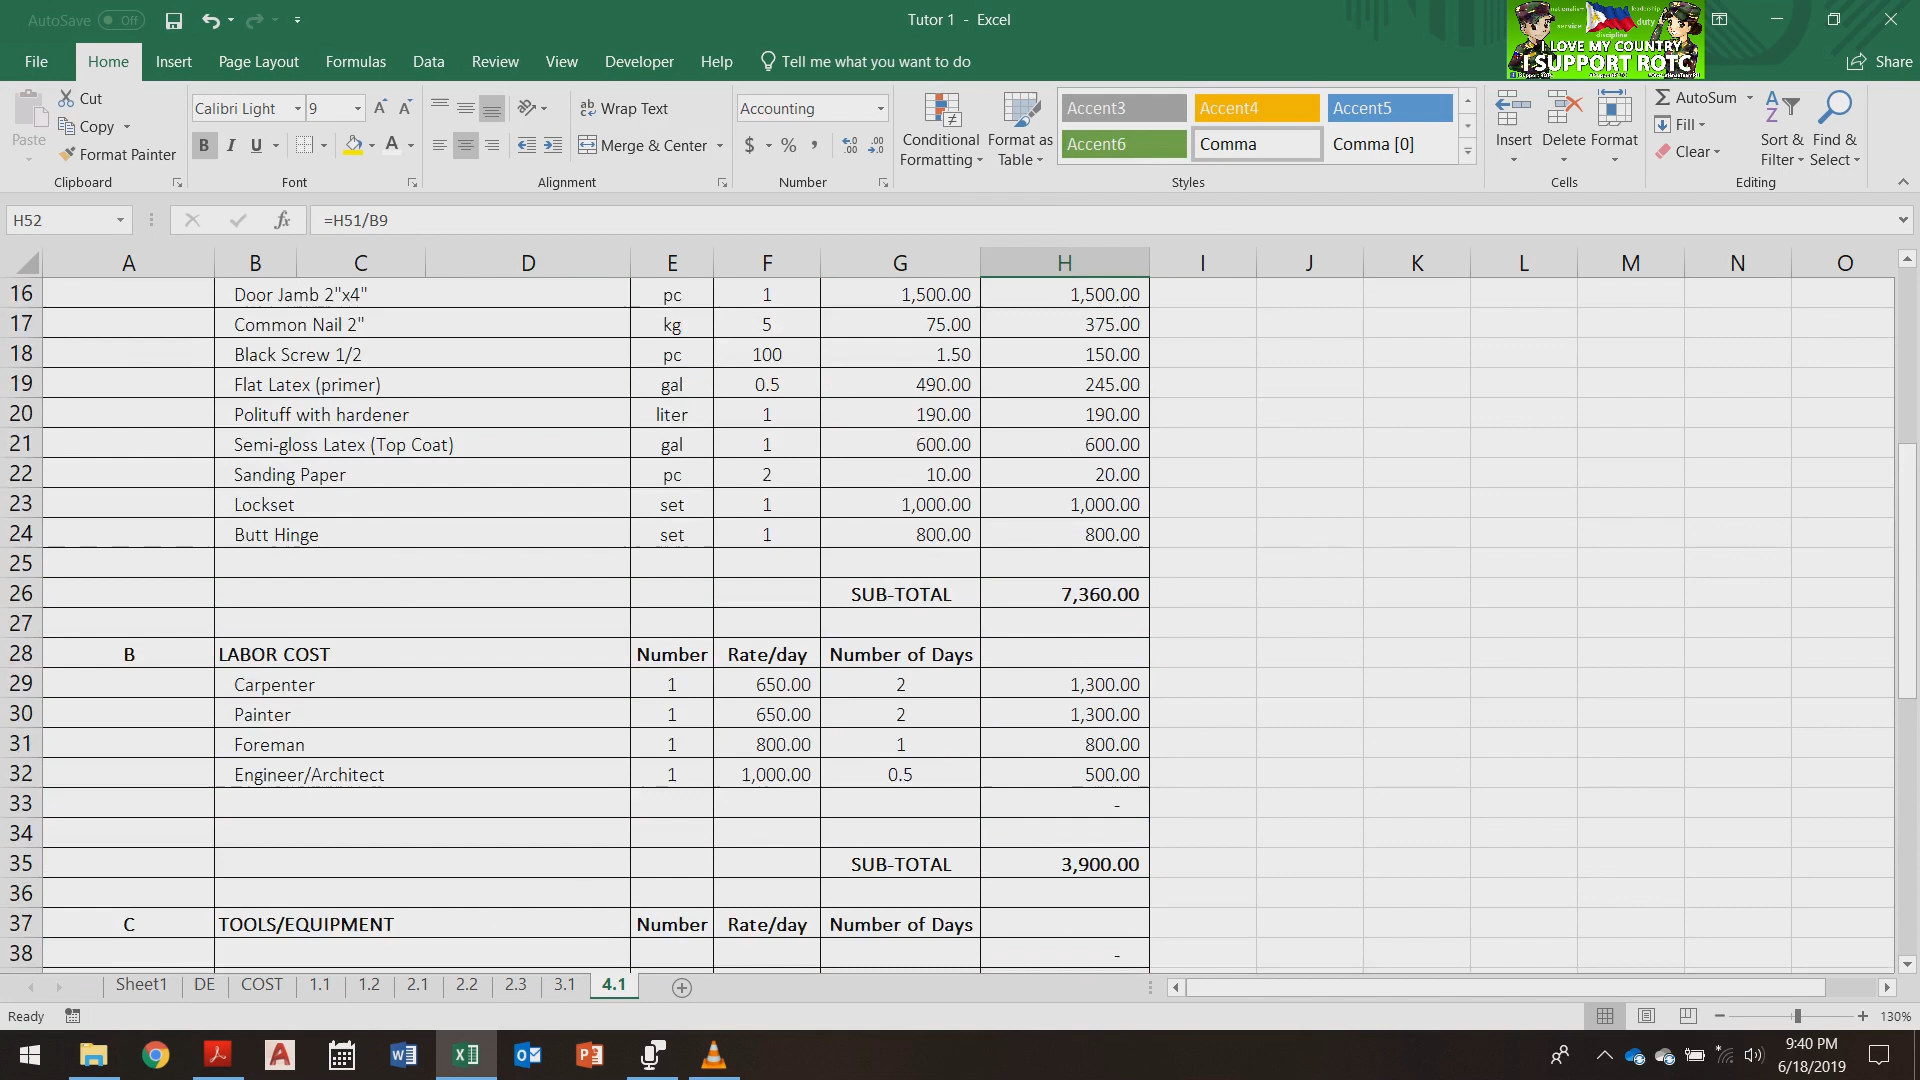 AutoSave Off
Tutor 1 - Excel
nationalism leadership
service duty
discipline
I LOVE MY COUNTRY
I SUPPORT ROTC
File Home Insert Page Layout Formulas Data Review View Developer Help Tell me what you want to do Share
Paste
Cut
Copy
Format Painter
Clipboard
Calibri Light 9
B I U
Font
Wrap Text
Merge & Center
Alignment
Accounting
$ % ,
Number
Conditional Formatting
Format as Table
Accent3 Accent4 Accent5
Accent6 Comma Comma [0]
Styles
Insert Delete Format
Cells
AutoSum
Fill
Clear
Sort & Filter
Find & Select
Editing
H52 fx =H51/B9
A B C D E F G H I J K L M N O
16 Door Jamb 2"x4" pc 1 1,500.00 1,500.00
17 Common Nail 2" kg 5 75.00 375.00
18 Black Screw 1/2 pc 100 1.50 150.00
19 Flat Latex (primer) gal 0.5 490.00 245.00
20 Polituff with hardener liter 1 190.00 190.00
21 Semi-gloss Latex (Top Coat) gal 1 600.00 600.00
22 Sanding Paper pc 2 10.00 20.00
23 Lockset set 1 1,000.00 1,000.00
24 Butt Hinge set 1 800.00 800.00
25
26 SUB-TOTAL 7,360.00
27
28 B LABOR COST Number Rate/day Number of Days
29 Carpenter 1 650.00 2 1,300.00
30 Painter 1 650.00 2 1,300.00
31 Foreman 1 800.00 1 800.00
32 Engineer/Architect 1 1,000.00 0.5 500.00
33 -
34
35 SUB-TOTAL 3,900.00
36
37 C TOOLS/EQUIPMENT Number Rate/day Number of Days
38 -
Sheet1 DE COST 1.1 1.2 2.1 2.2 2.3 3.1 4.1
Ready 130%
9:40 PM
6/18/2019